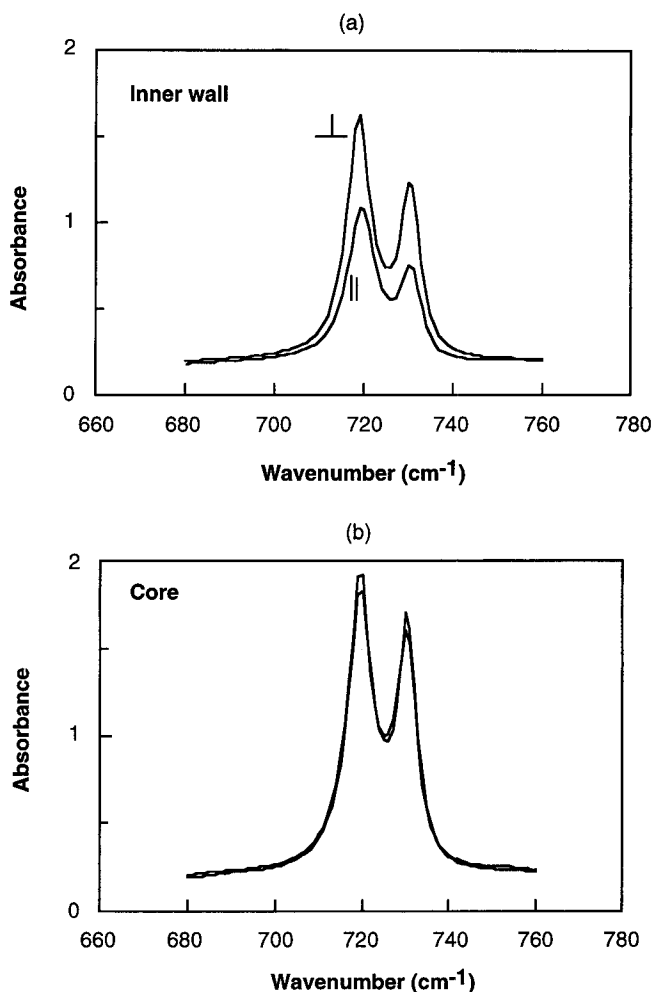 (a)
2
Inner wall
⊥
1
||
0
660 680 700 720 740 760 780
Absorbance
Wavenumber (cm-1)
(b)
2
Core
1
0
660 680 700 720 740 760 780
Absorbance
Wavenumber (cm-1)